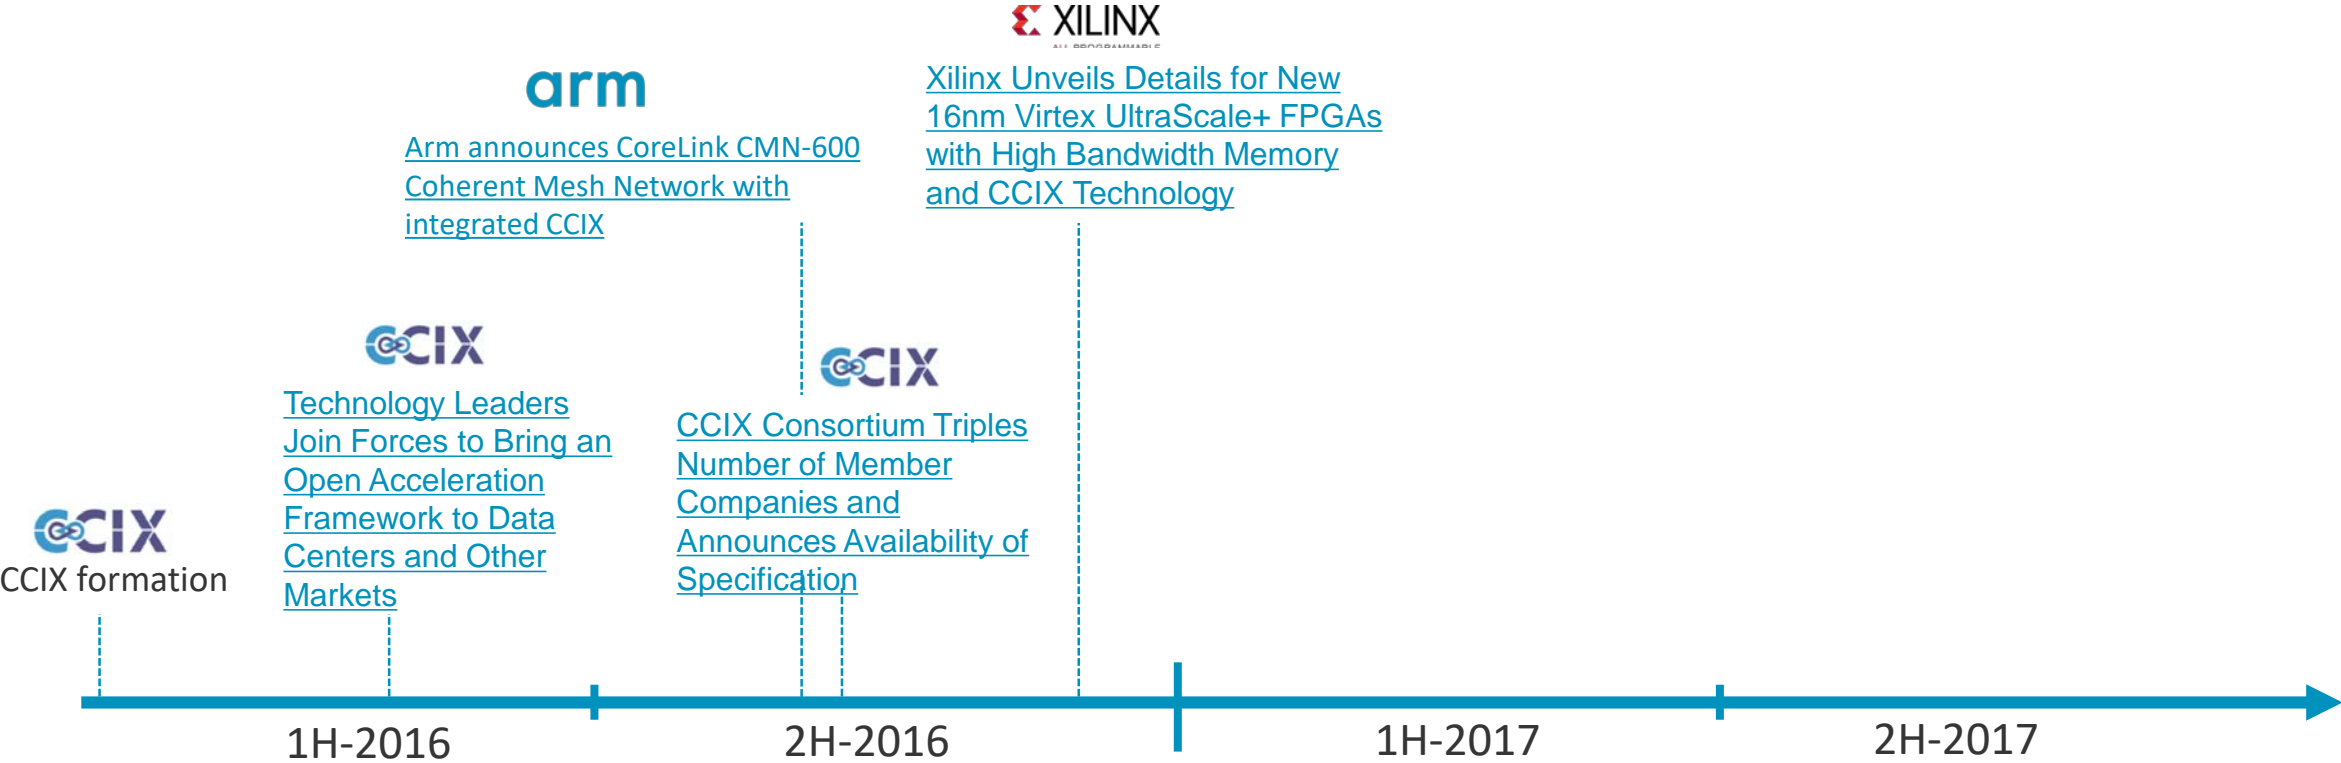 XILINX
ALL PROGRAMMABLE
Xilinx Unveils Details for New
16nm Virtex UltraScale+ FPGAs
with High Bandwidth Memory
and CCIX Technology
arm
Arm announces CoreLink CMN-600
Coherent Mesh Network with
integrated CCIX
CCIX
Technology Leaders
Join Forces to Bring an
Open Acceleration
Framework to Data
Centers and Other
Markets
CCIX
CCIX Consortium Triples
Number of Member
Companies and
Announces Availability of
Specification
CCIX
CCIX formation
1H-2016
2H-2016
1H-2017
2H-2017